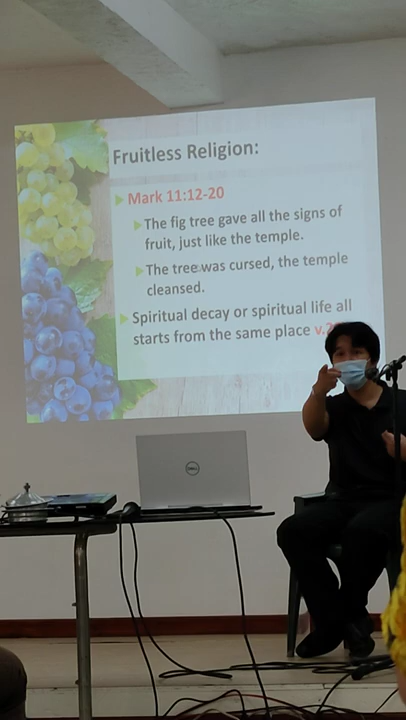 Fruitless Religion:
Mark 11:12-20
The fig tree gave all the signs of
fruit, just like the temple.
The tree was cursed, the temple
cleansed.
Spiritual decay or spiritual life all
starts from the same place
DELL